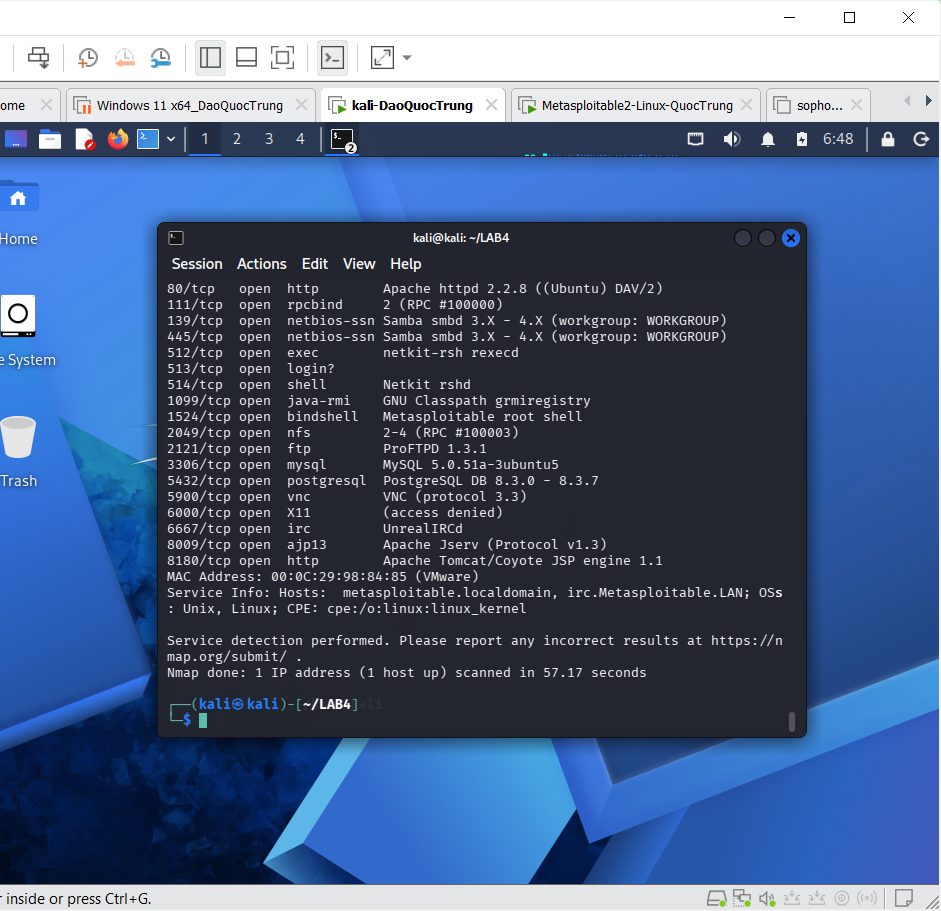 ome
Windows 11 x64_DaoQuocTrung
kali-DaoQuocTrung
Metasploitable2-Linux-QuocTrung
sopho...
1 2 3 4
2
6:48
Home
e System
Trash
kali@kali: ~/LAB4
Session Actions Edit View Help
80/tcp   open  http        Apache httpd 2.2.8 ((Ubuntu) DAV/2)
111/tcp  open  rpcbind     2 (RPC #100000)
139/tcp  open  netbios-ssn Samba smbd 3.X - 4.X (workgroup: WORKGROUP)
445/tcp  open  netbios-ssn Samba smbd 3.X - 4.X (workgroup: WORKGROUP)
512/tcp  open  exec        netkit-rsh rexecd
513/tcp  open  login?
514/tcp  open  shell       Netkit rshd
1099/tcp open  java-rmi    GNU Classpath grmiregistry
1524/tcp open  bindshell   Metasploitable root shell
2049/tcp open  nfs         2-4 (RPC #100003)
2121/tcp open  ftp         ProFTPD 1.3.1
3306/tcp open  mysql       MySQL 5.0.51a-3ubuntu5
5432/tcp open  postgresql  PostgreSQL DB 8.3.0 - 8.3.7
5900/tcp open  vnc         VNC (protocol 3.3)
6000/tcp open  X11         (access denied)
6667/tcp open  irc         UnrealIRCd
8009/tcp open  ajp13       Apache Jserv (Protocol v1.3)
8180/tcp open  http        Apache Tomcat/Coyote JSP engine 1.1
MAC Address: 00:0C:29:98:84:85 (VMware)
Service Info: Hosts:  metasploitable.localdomain, irc.Metasploitable.LAN; OSs
: Unix, Linux; CPE: cpe:/o:linux:linux_kernel
Service detection performed. Please report any incorrect results at https://n
map.org/submit/ .
Nmap done: 1 IP address (1 host up) scanned in 57.17 seconds
┌──(kali㉿kali)-[~/LAB4]
└─$
inside or press Ctrl+G.